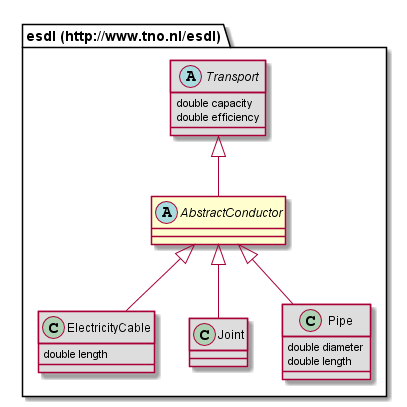 esdl (http://www.tno.nl/esdl)
A Transport
double capacity
double efficiency
A AbstractConductor
C ElectricityCable
double length
C Joint
C Pipe
double diameter
double length